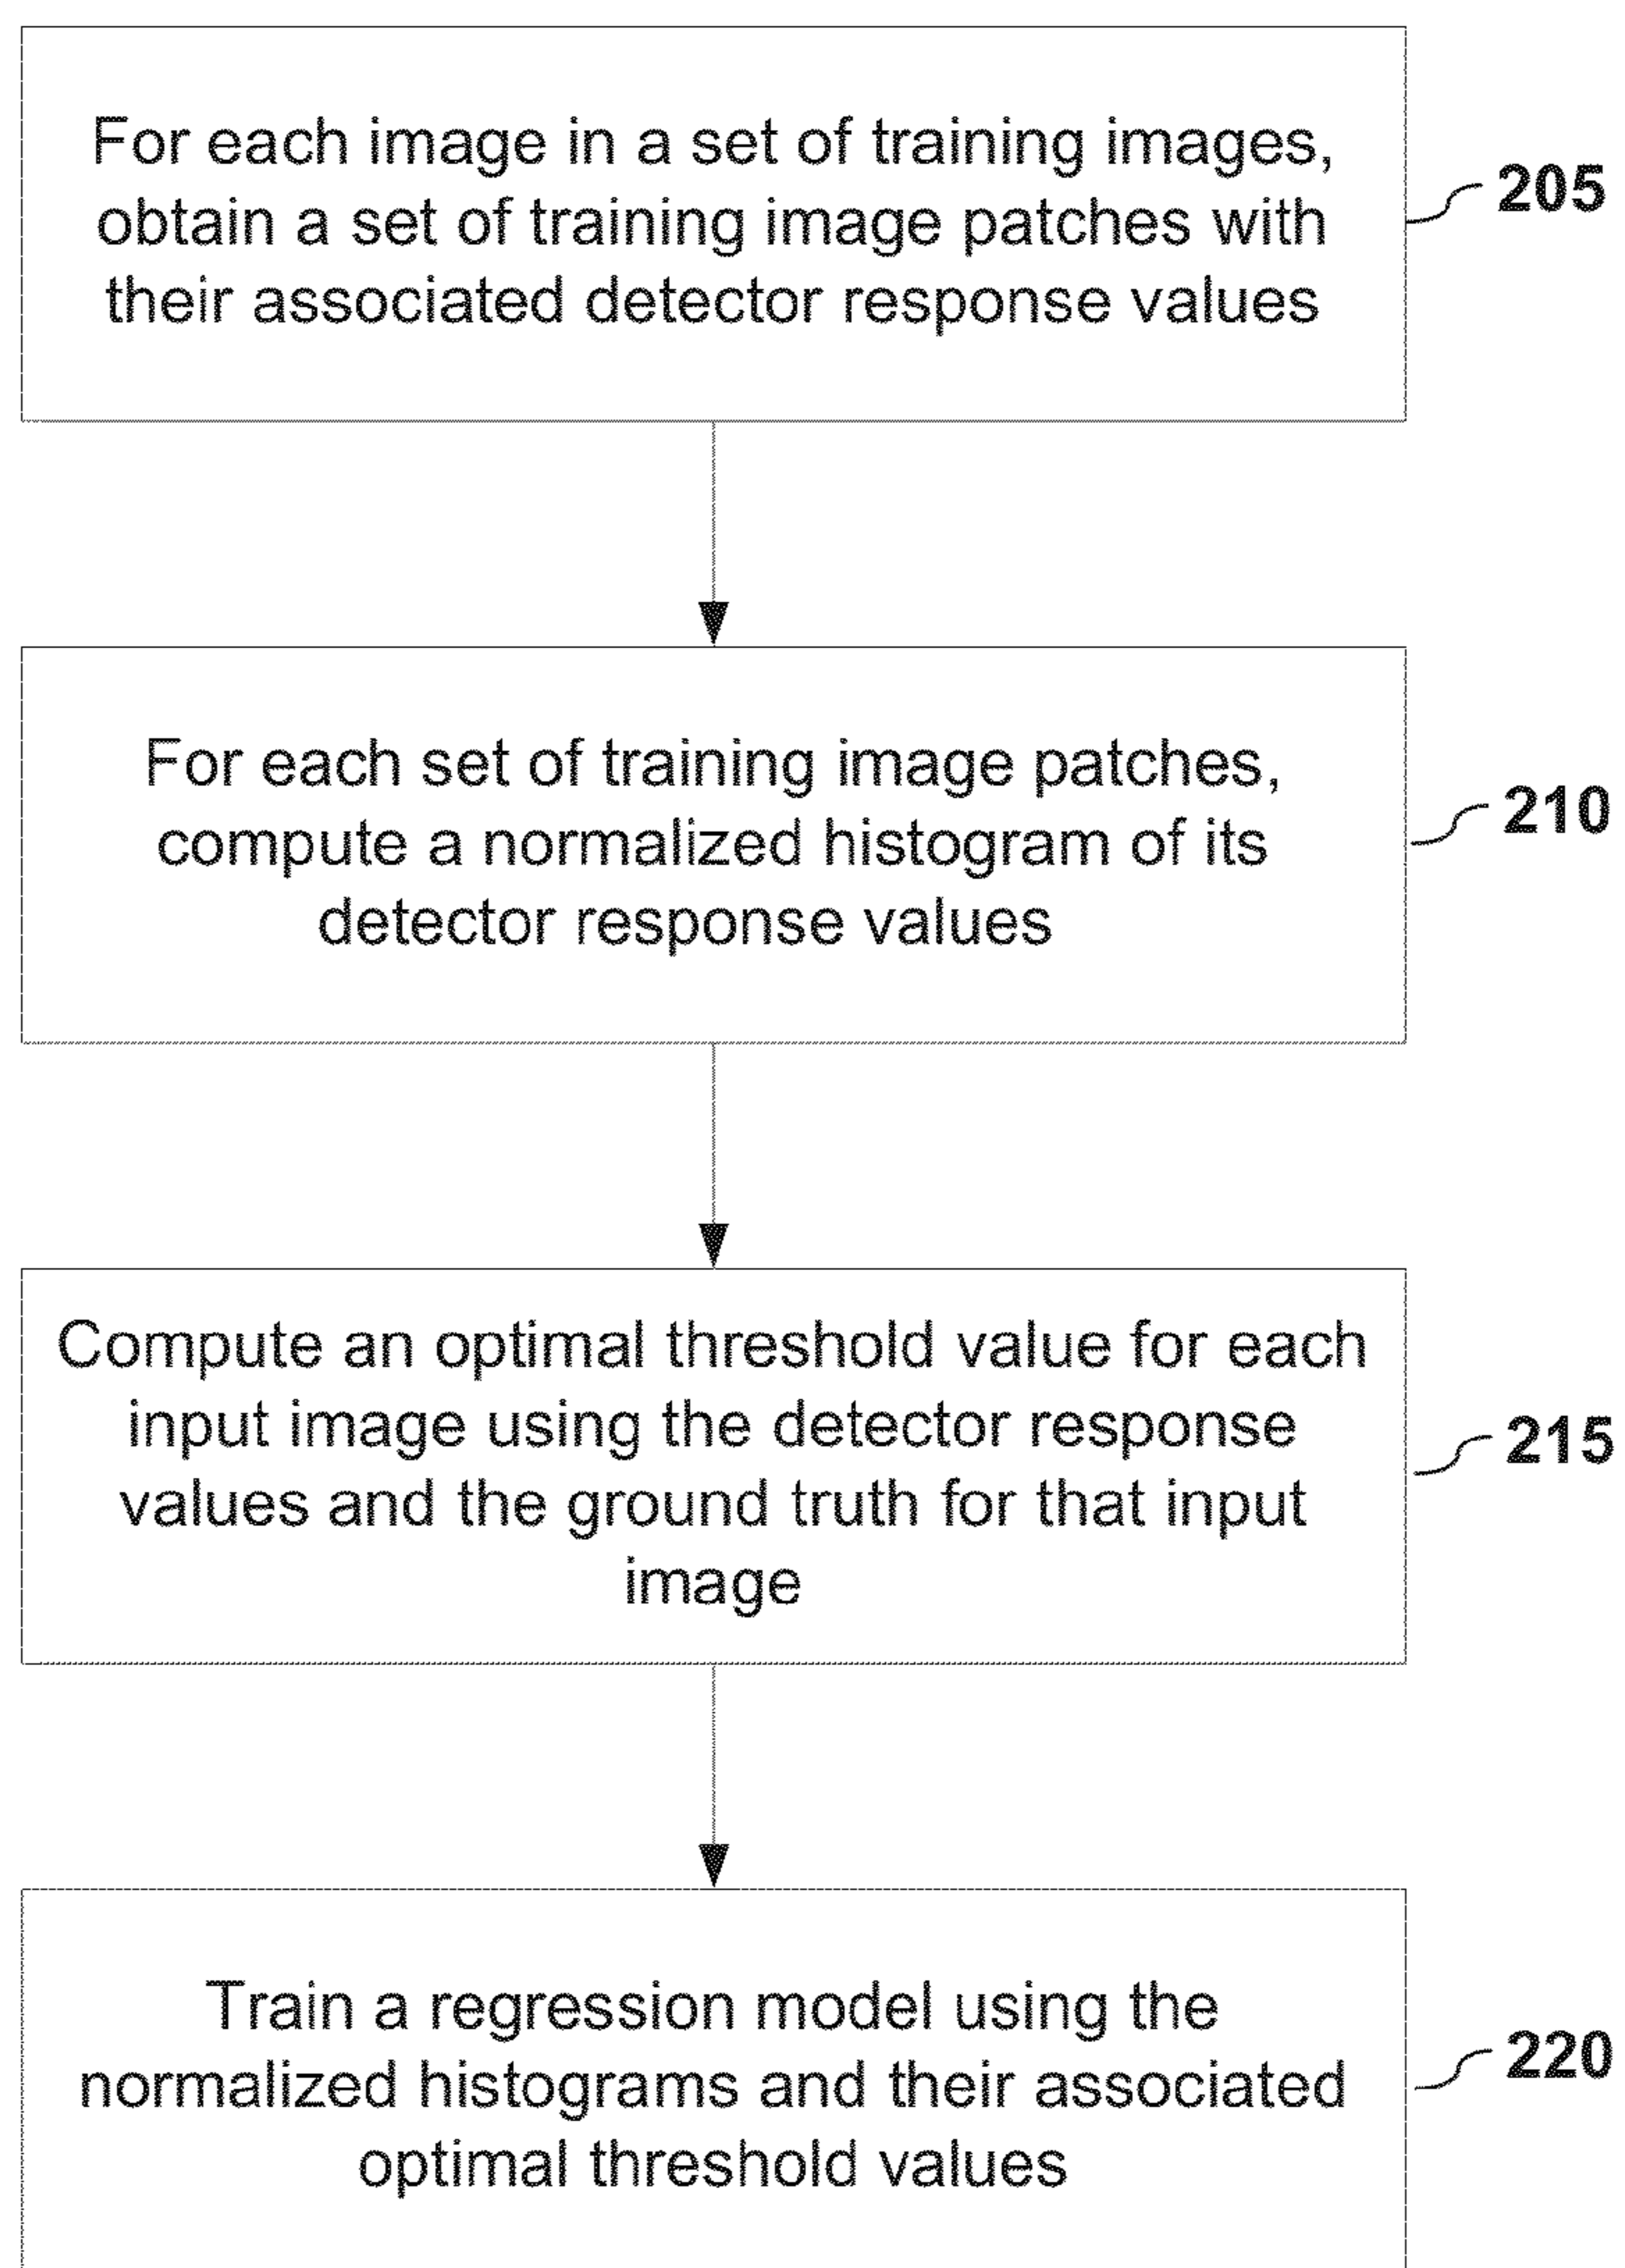 For each image in a set of training images,
obtain a set of training image patches with
their associated detector response values
205
For each set of training image patches,
compute a normalized histogram of its
detector response values
210
Compute an optimal threshold value for each
input image using the detector response
values and the ground truth for that input
image
215
Train a regression model using the
normalized histograms and their associated
optimal threshold values
220